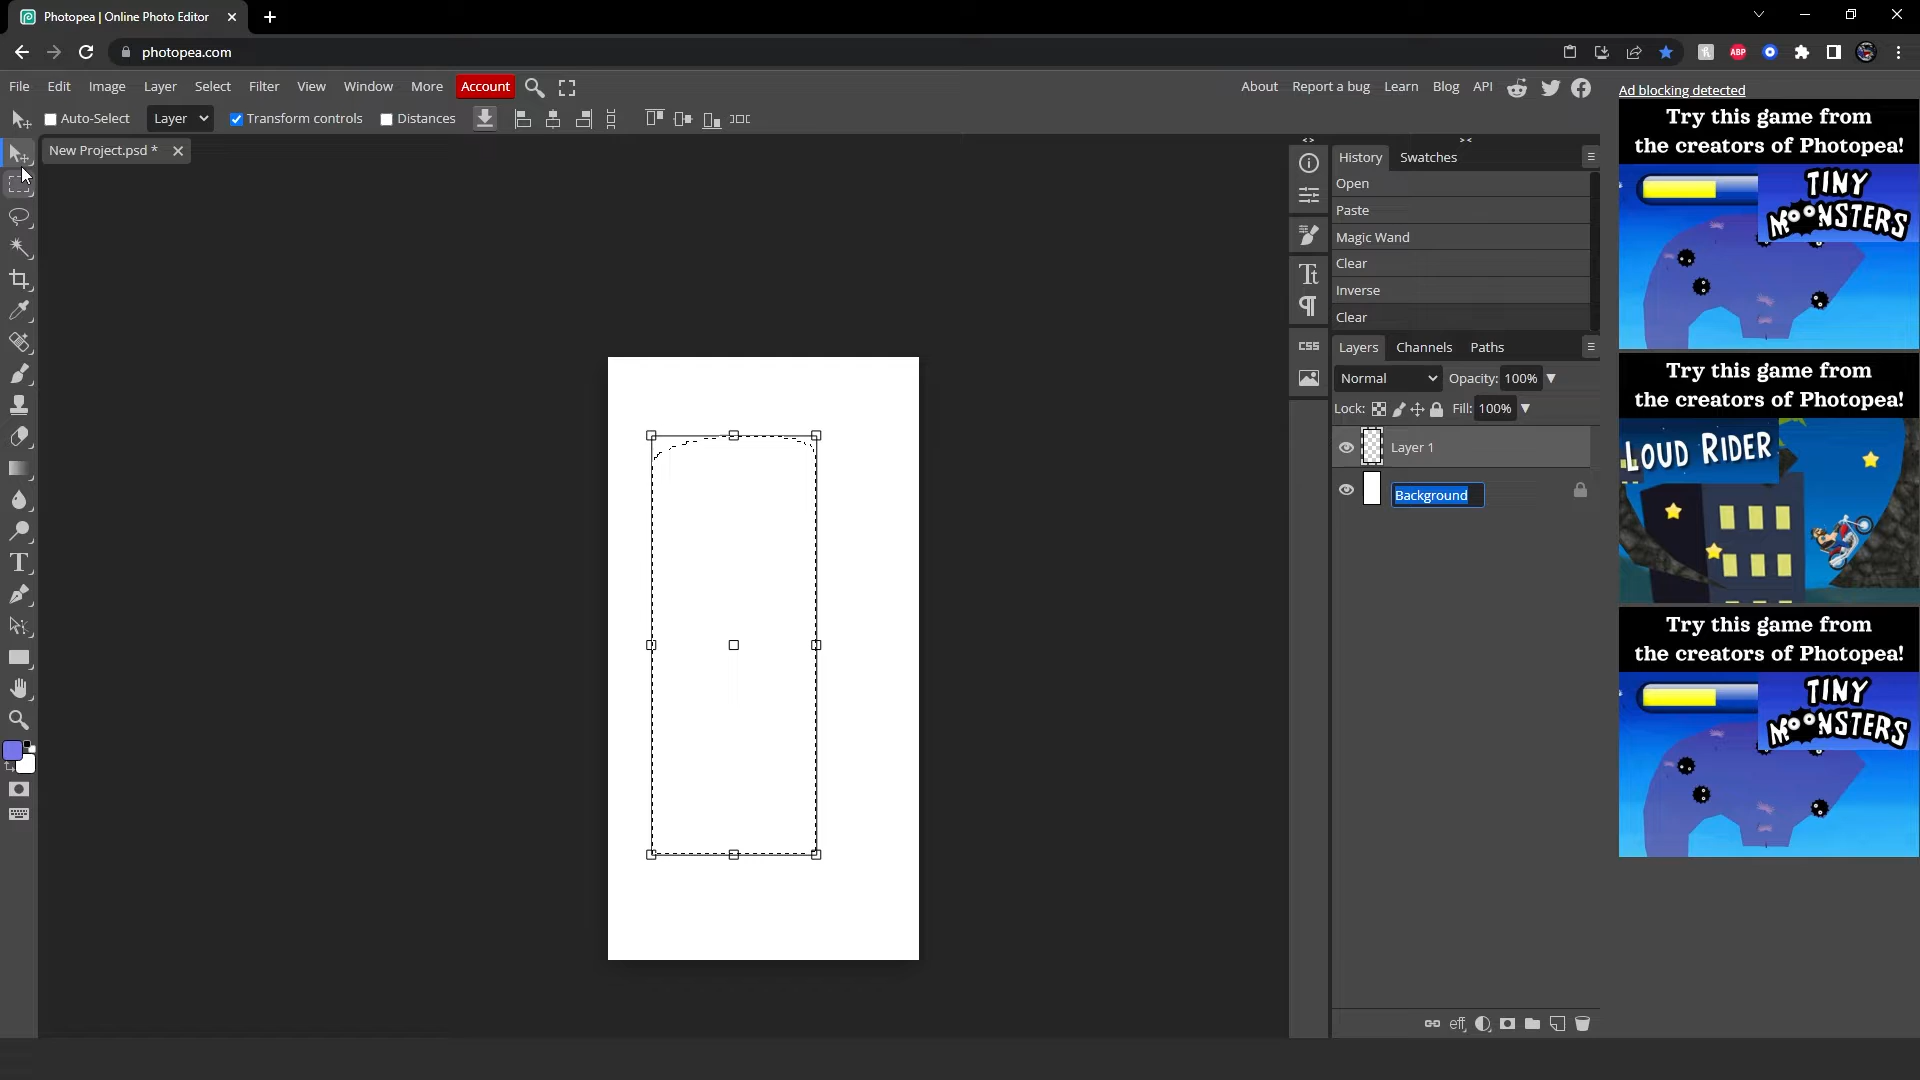 Photopea | Online Photo Editor
photopea.com
File Edit Image Layer Select Filter View Window More Account
About Report a bug Learn Blog API
Auto-Select Layer Transform controls Distances
New Project.psd *
History Swatches
Open
Paste
Magic Wand
Clear
Inverse
Clear
CSS
Layers Channels Paths
Normal Opacity: 100%
Lock: Fill: 100%
Layer 1
Background
eff
ABP
Ad blocking detected
Try this game from
the creators of Photopea!
TINY
MOONSTERS
Try this game from
the creators of Photopea!
LOUD RIDER
Try this game from
the creators of Photopea!
TINY
MOONSTERS